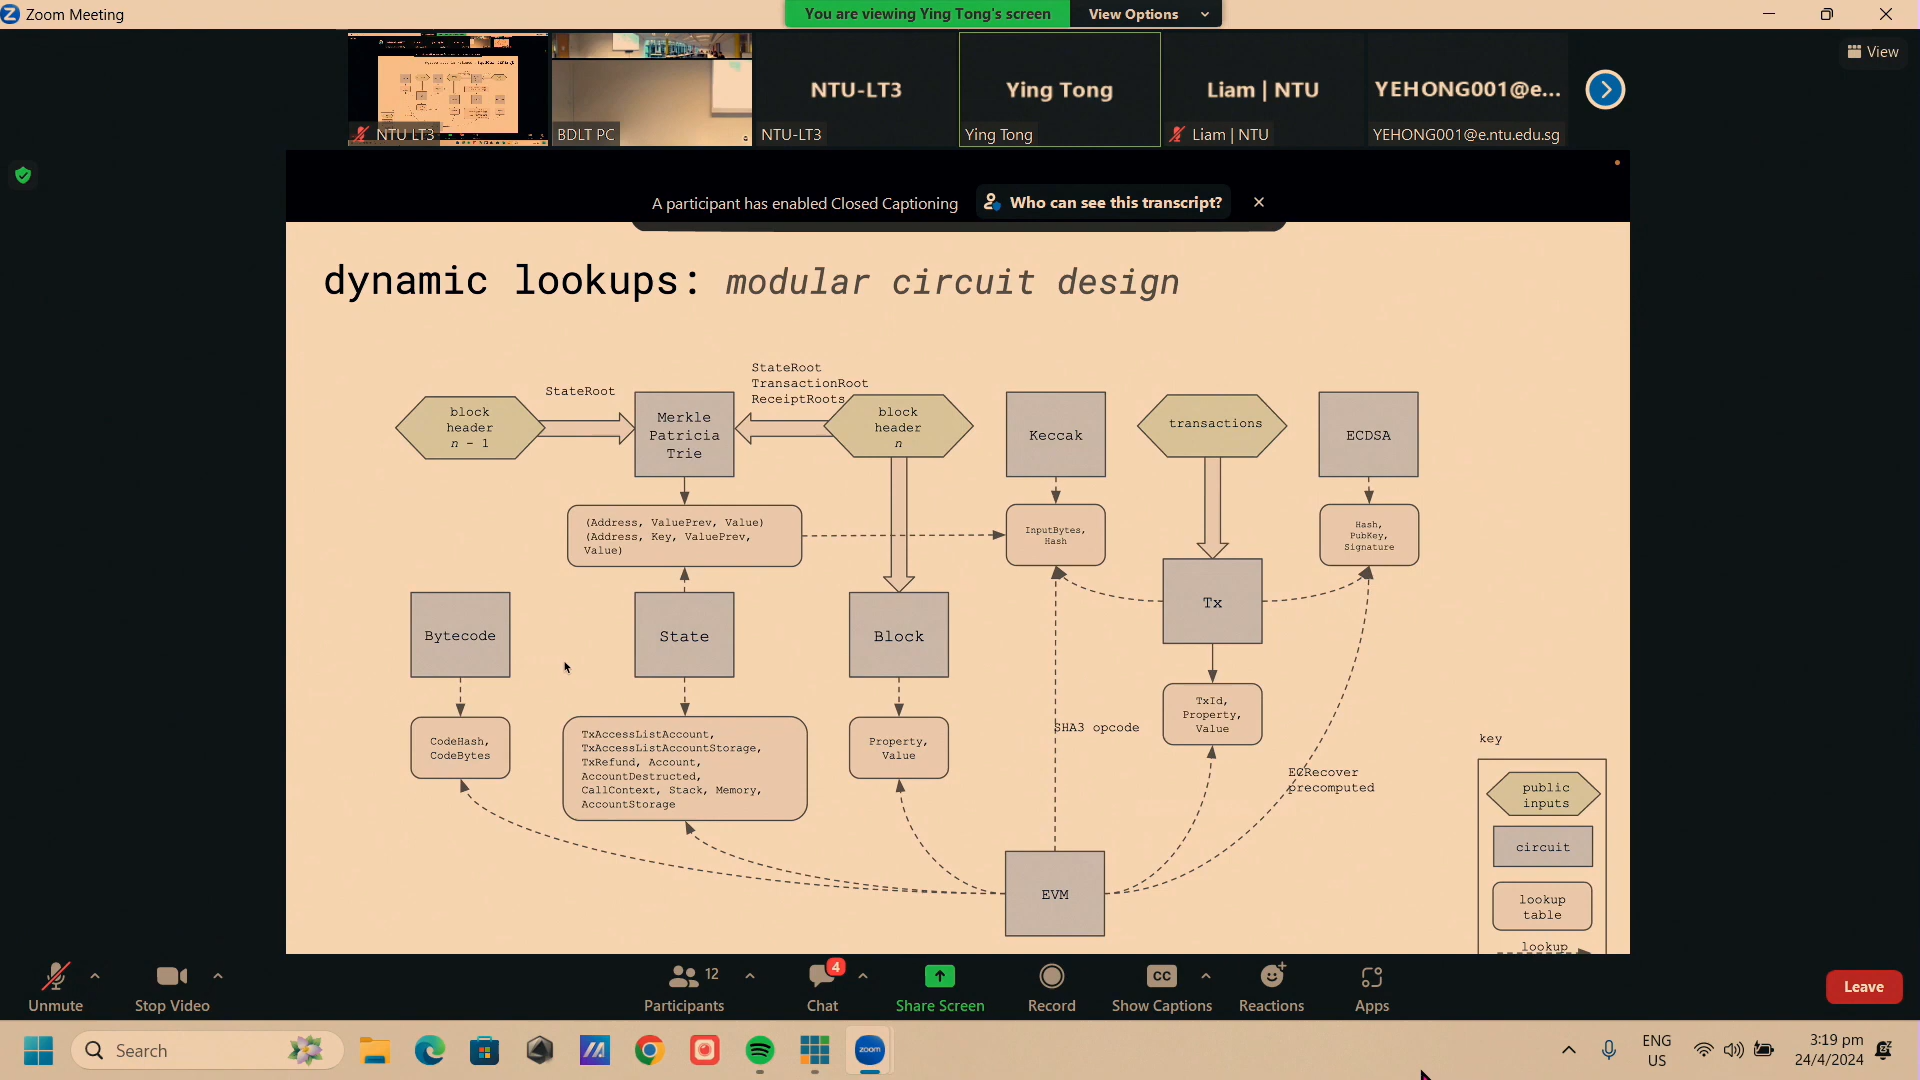 Zoom Meeting
You are viewing Ying Tong's screen
View Options
View
NTU-LT3
Ying Tong
Liam | NTU
YEHONG001@e...
NTU LT3
BDLT PC
NTU-LT3
Ying Tong
Liam | NTU
YEHONG001@e.ntu.edu.sg
A participant has enabled Closed Captioning
Who can see this transcript?
dynamic lookups: modular circuit design
block
header
n - 1
StateRoot
Merkle
Patricia
Trie
StateRoot
TransactionRoot
ReceiptRoots
block
header
n
Keccak
transactions
ECDSA
(Address, ValuePrev, Value)
(Address, Key, ValuePrev,
Value)
InputBytes,
Hash
Hash,
PubKey,
Signature
Bytecode
State
Block
Tx
CodeHash,
CodeBytes
TxAccessListAccount,
TxAccessListAccountStorage,
TxRefund, Account,
AccountDestructed,
CallContext, Stack, Memory,
AccountStorage
Property,
Value
SHA3 opcode
TxId,
Property,
Value
ECRecover
precomputed
EVM
key
public
inputs
circuit
lookup
table
lookup
Unmute
Stop Video
12
Participants
4
Chat
Share Screen
Record
CC
Show Captions
Reactions
Apps
Leave
Search
zoom
ENG
US
3:19 pm
24/4/2024